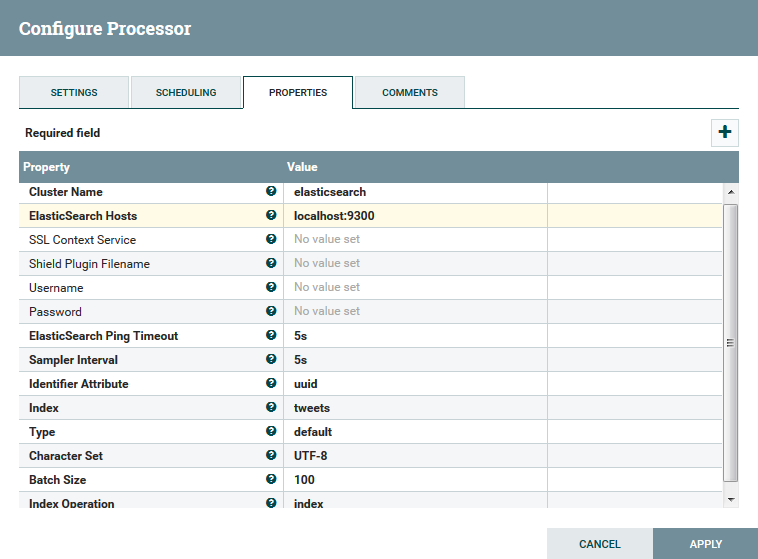 Configure Processor
SETTINGS SCHEDULING PROPERTIES COMMENTS
Required field
Property Value
Cluster Name elasticsearch
ElasticSearch Hosts localhost:9300
SSL Context Service No value set
Shield Plugin Filename No value set
Username No value set
Password No value set
ElasticSearch Ping Timeout 5s
Sampler Interval 5s
Identifier Attribute uuid
Index tweets
Type default
Character Set UTF-8
Batch Size 100
Index Operation index
CANCEL APPLY